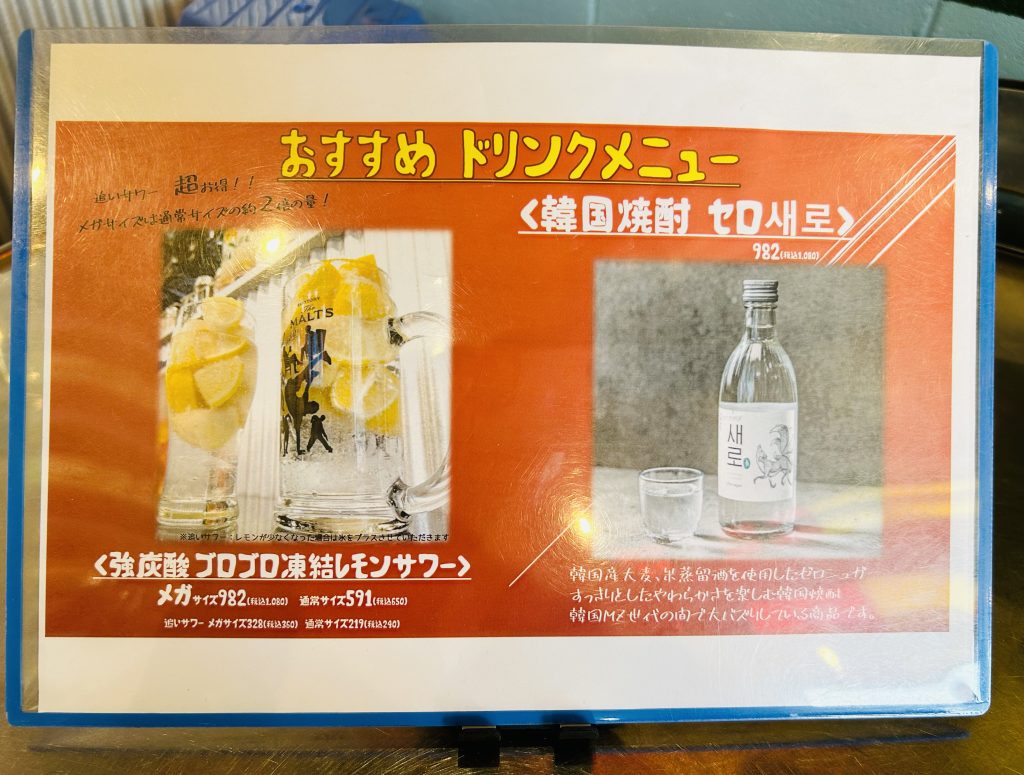 おすすめ ドリンクメニュー
追いサワー 超お得！！
メガサイズは通常サイズの約2倍の量！
SUNTORY
The
MALT'S
※追いサワー：レモンが少なくなった場合は氷をプラスさせていただきます
<強炭酸 ゴロゴロ凍結レモンサワー>
メガサイズ982(税込1,080) 通常サイズ591(税込650)
追いサワー メガサイズ328(税込360) 通常サイズ219(税込240)
<韓国焼酎 セロ새로>
982(税込1,080)
새로
韓国産大麦、米蒸留酒を使用したゼロシュガ
すっきりとしたやわらかさを楽しむ韓国焼酎
韓国MZ世代の間で大バズりしている商品です。